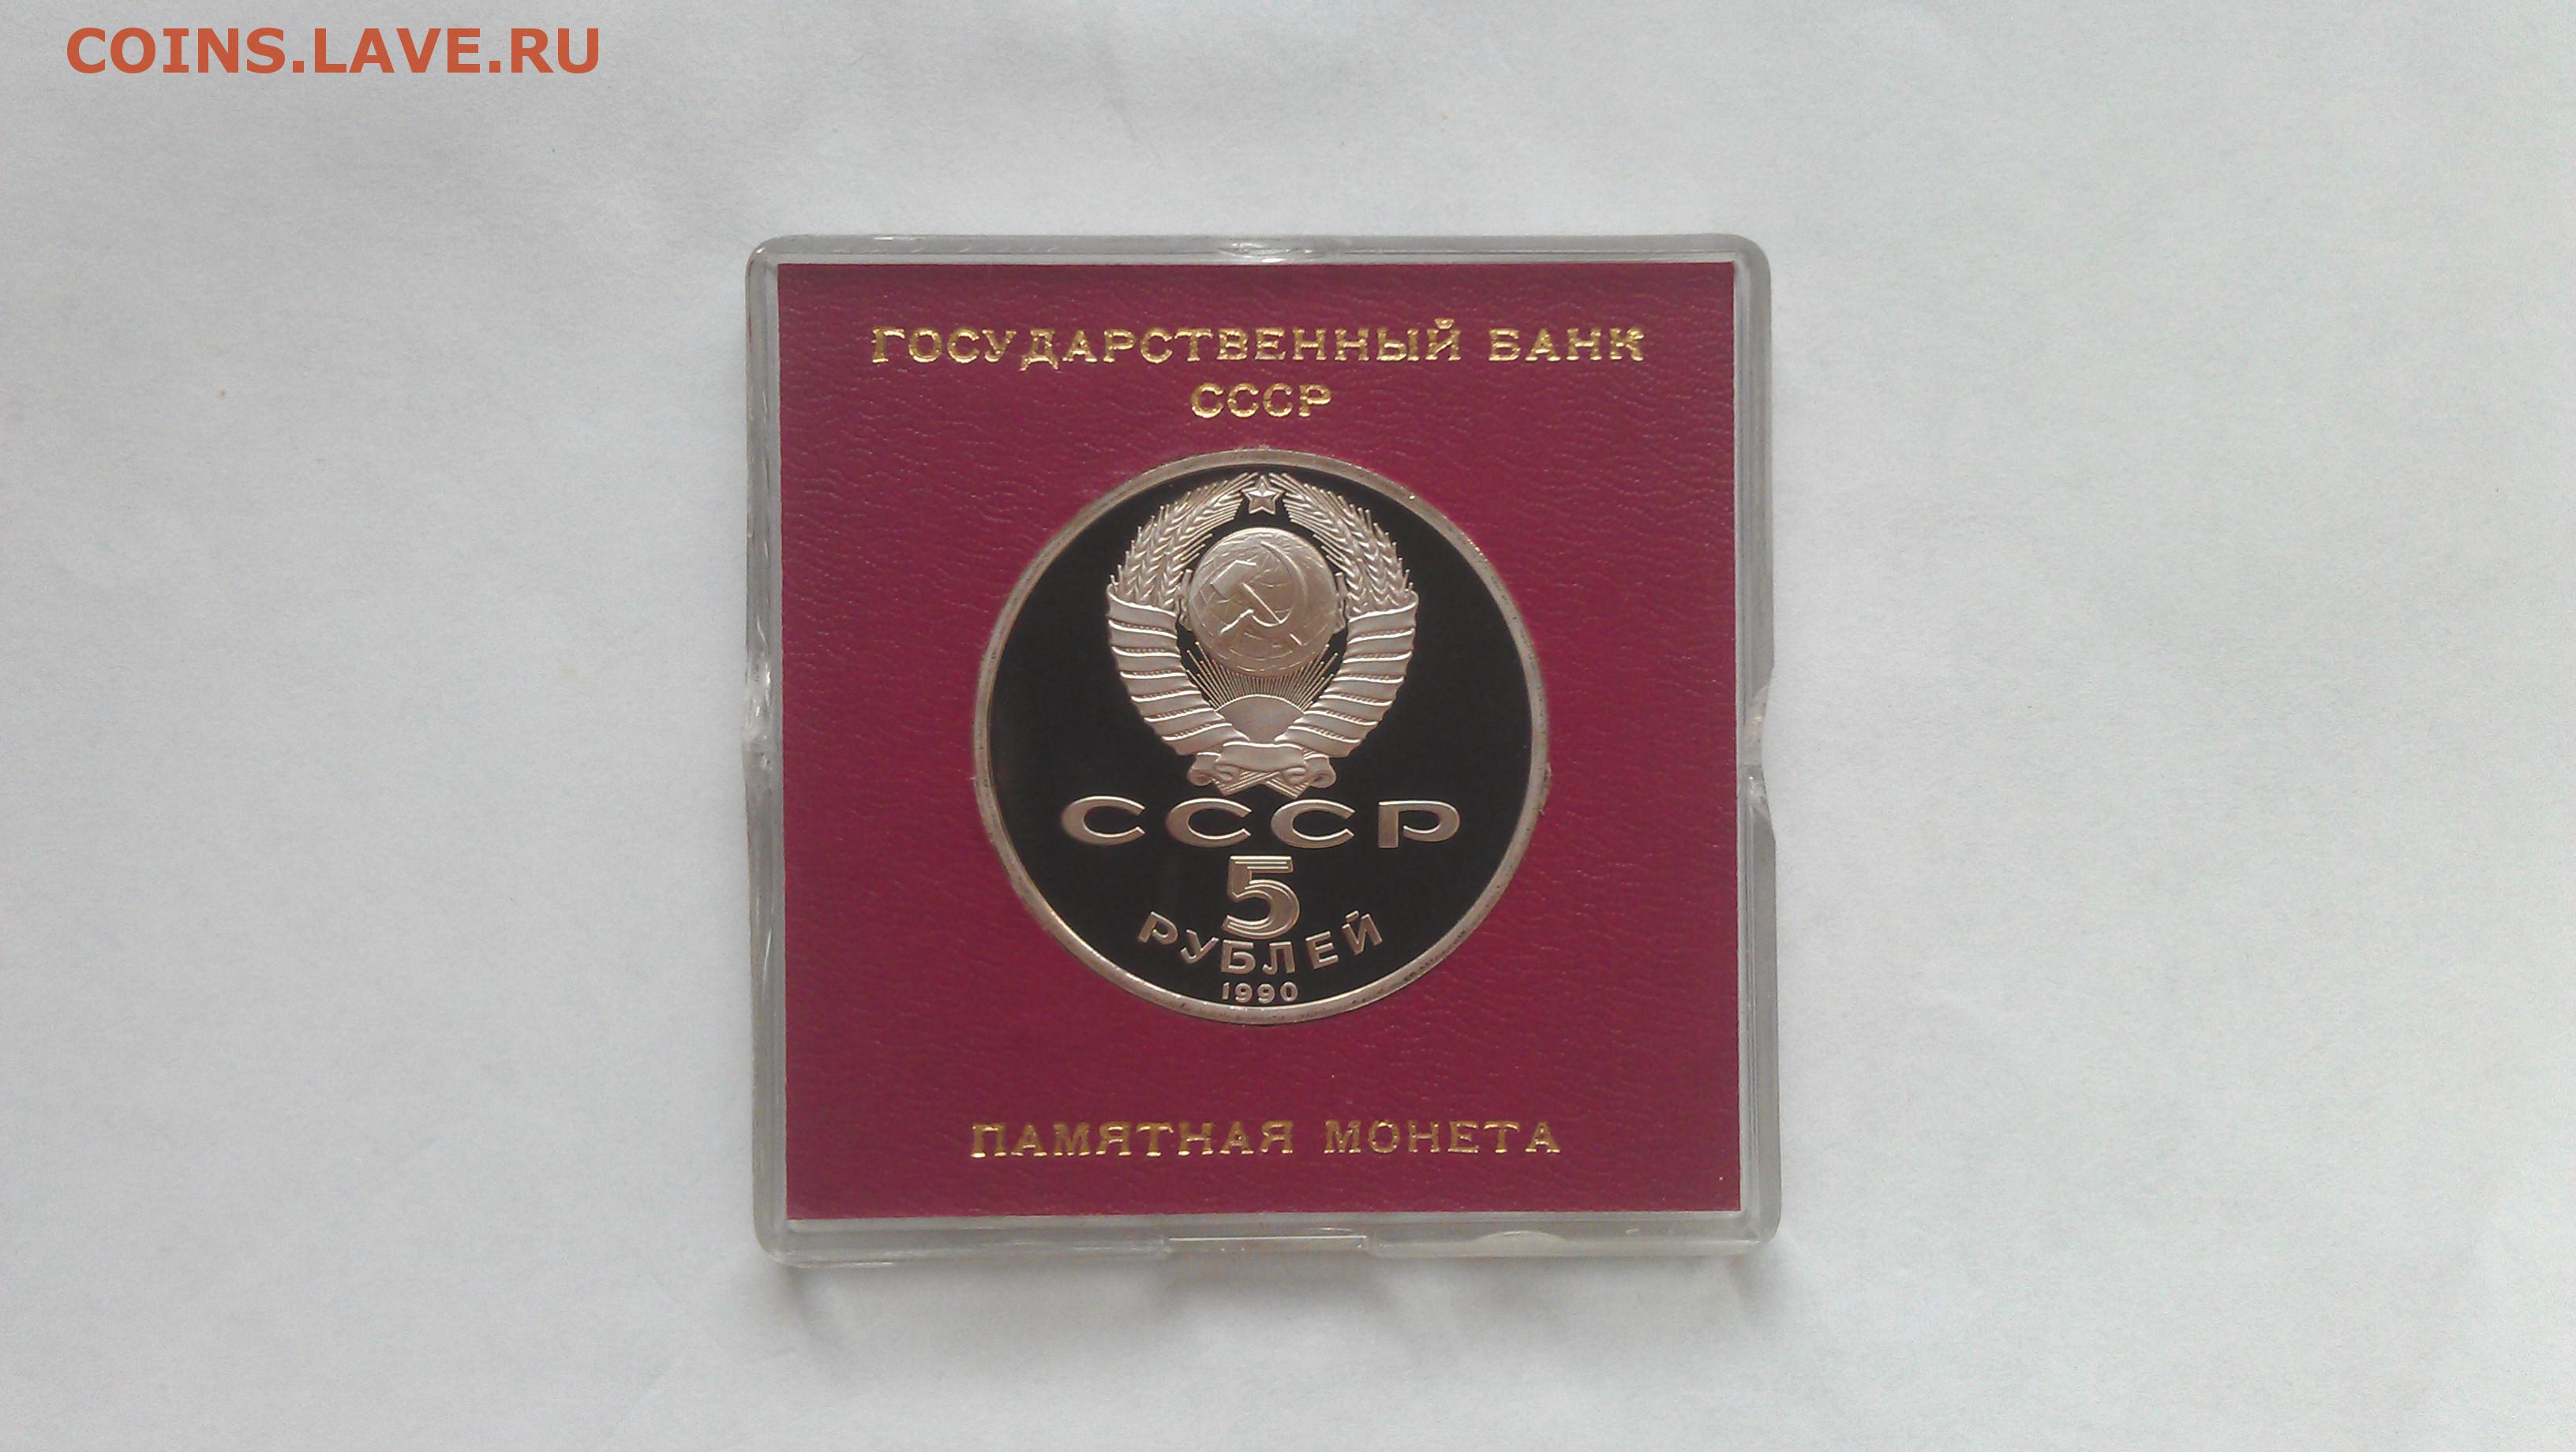 COINS.LAVE.RU
ГОСУДАРСТВЕННЫЙ БАНК
СССР
СССР
5
РУБЛЕЙ
1990
ПАМЯТНАЯ МОНЕТА